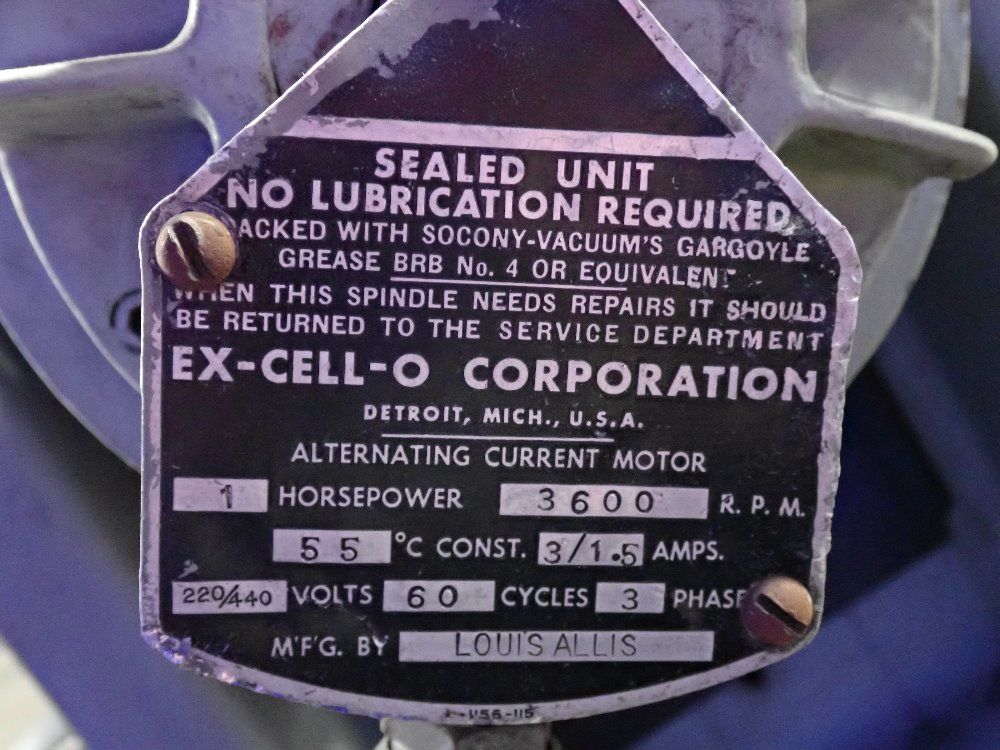 SEALED UNIT
NO LUBRICATION REQUIRED
ACKED WITH SOCONY-VACUUM'S GARGOYLE
GREASE BRB No. 4 OR EQUIVALENT
WHEN THIS SPINDLE NEEDS REPAIRS IT SHOULD
BE RETURNED TO THE SERVICE DEPARTMENT
EX-CELL-O CORPORATION
DETROIT, MICH., U.S.A.
ALTERNATING CURRENT MOTOR
1 HORSEPOWER 3600 R. P. M.
55 °C CONST. 3/1.5 AMPS.
220/440 VOLTS 60 CYCLES 3 PHASE
M'F'G. BY LOUIS ALLIS